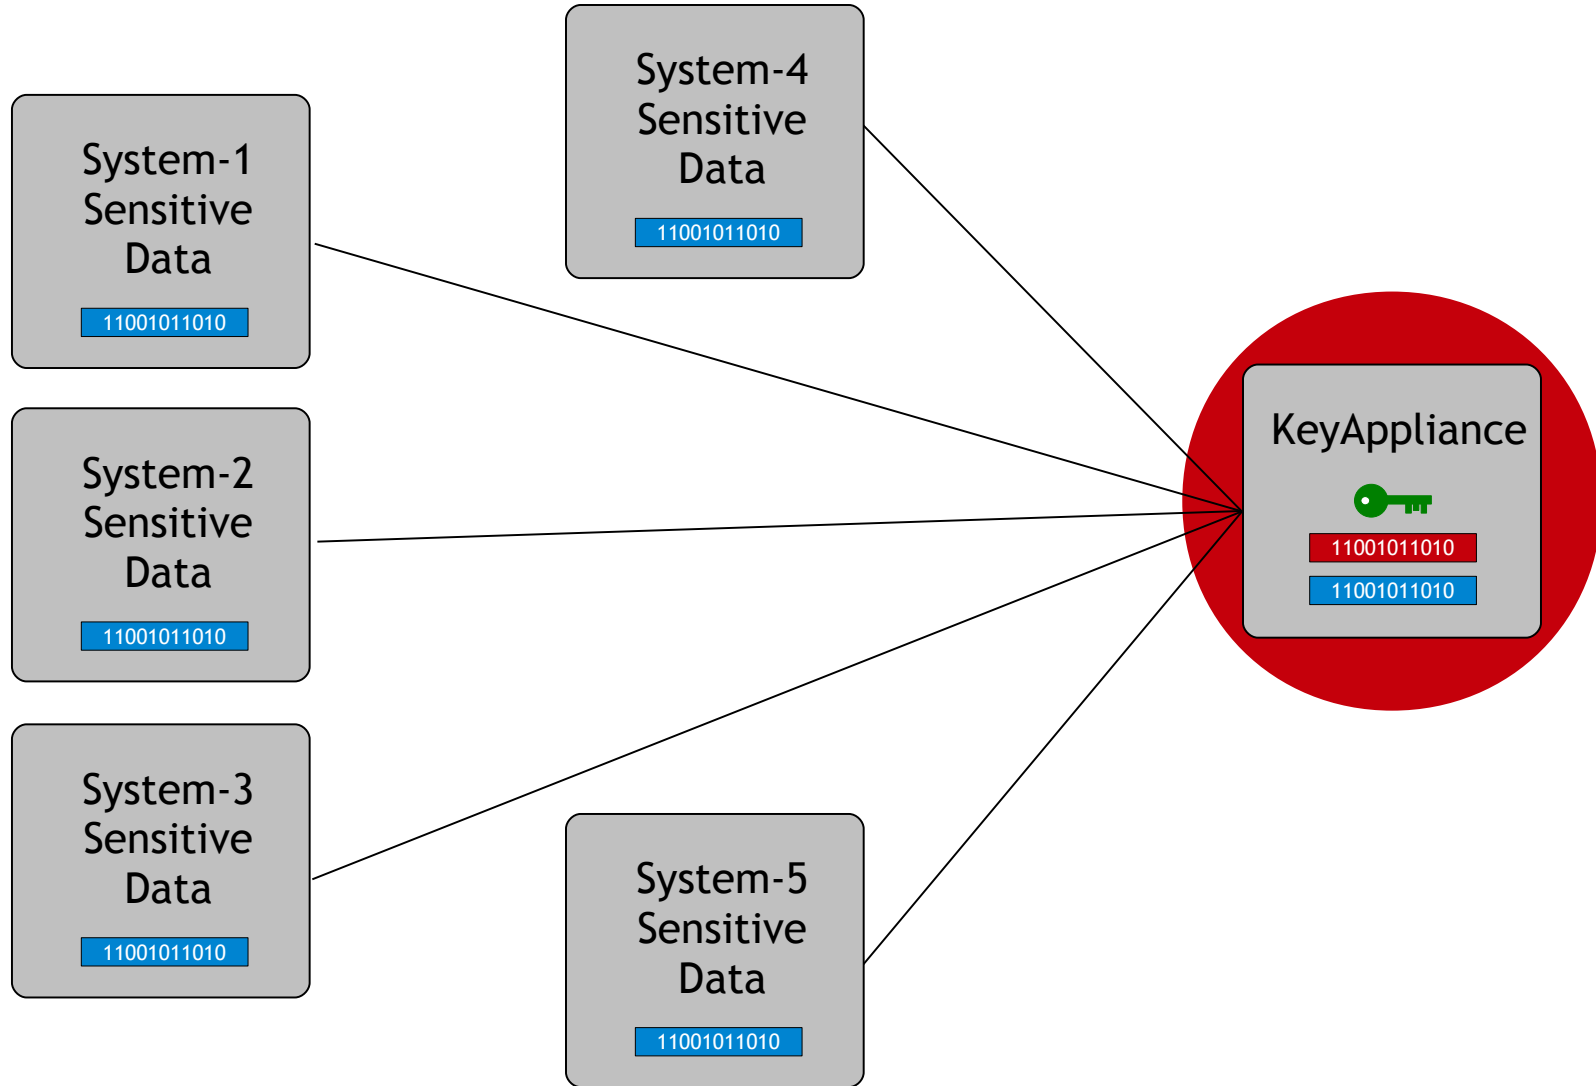 System-1
Sensitive
Data
11001011010
System-2
Sensitive
Data
11001011010
System-3
Sensitive
Data
11001011010
System-4
Sensitive
Data
11001011010
System-5
Sensitive
Data
11001011010
KeyAppliance
11001011010
11001011010